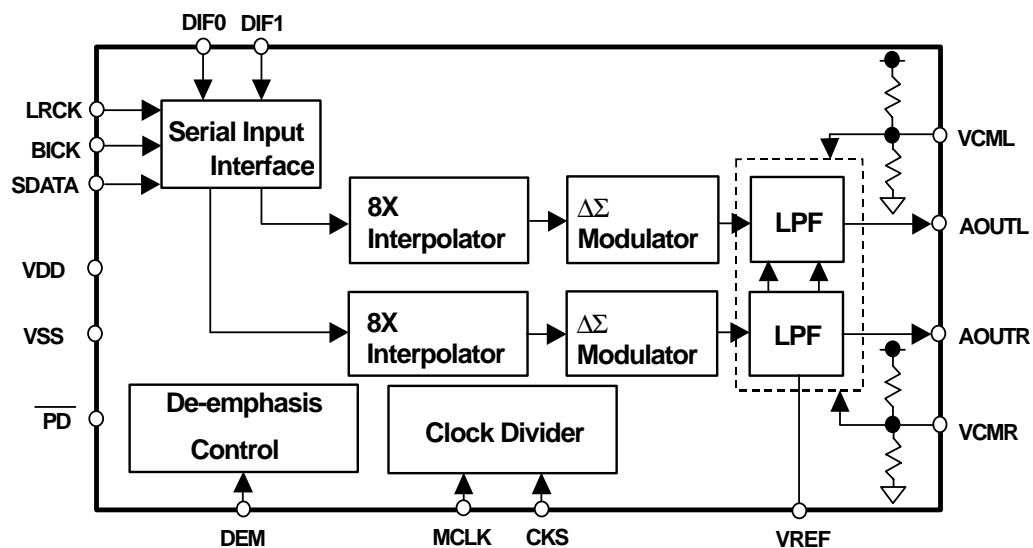 DIF0 DIF1
LRCK
BICK
SDATA
Serial Input
Interface
VCML
8X
Interpolator
ΔΣ
Modulator
LPF
AOUTL
VDD
VSS
8X
Interpolator
ΔΣ
Modulator
LPF
AOUTR
PD
De-emphasis
Control
Clock Divider
VCMR
DEM
MCLK
CKS
VREF